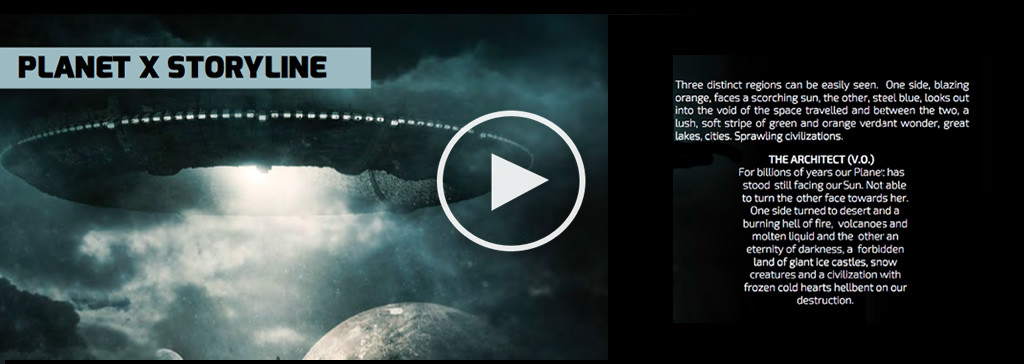 PLANET X STORYLINE
Three distinct regions can be easily seen. One side, blazing
orange, faces a scorching sun, the other, steel blue, looks out
into the void of the space travelled and between the two, a
lush, soft stripe of green and orange verdant wonder, great
lakes, cities. Sprawling civilizations.
THE ARCHITECT (V.O.)
For billions of years our Planet has
stood still facing our Sun. Not able
to turn the other face towards her.
One side turned to desert and a
burning hell of fire, volcanoes and
molten liquid and the other an
eternity of darkness, a forbidden
land of giant ice castles, snow
creatures and a civilization with
frozen cold hearts hellbent on our
destruction.